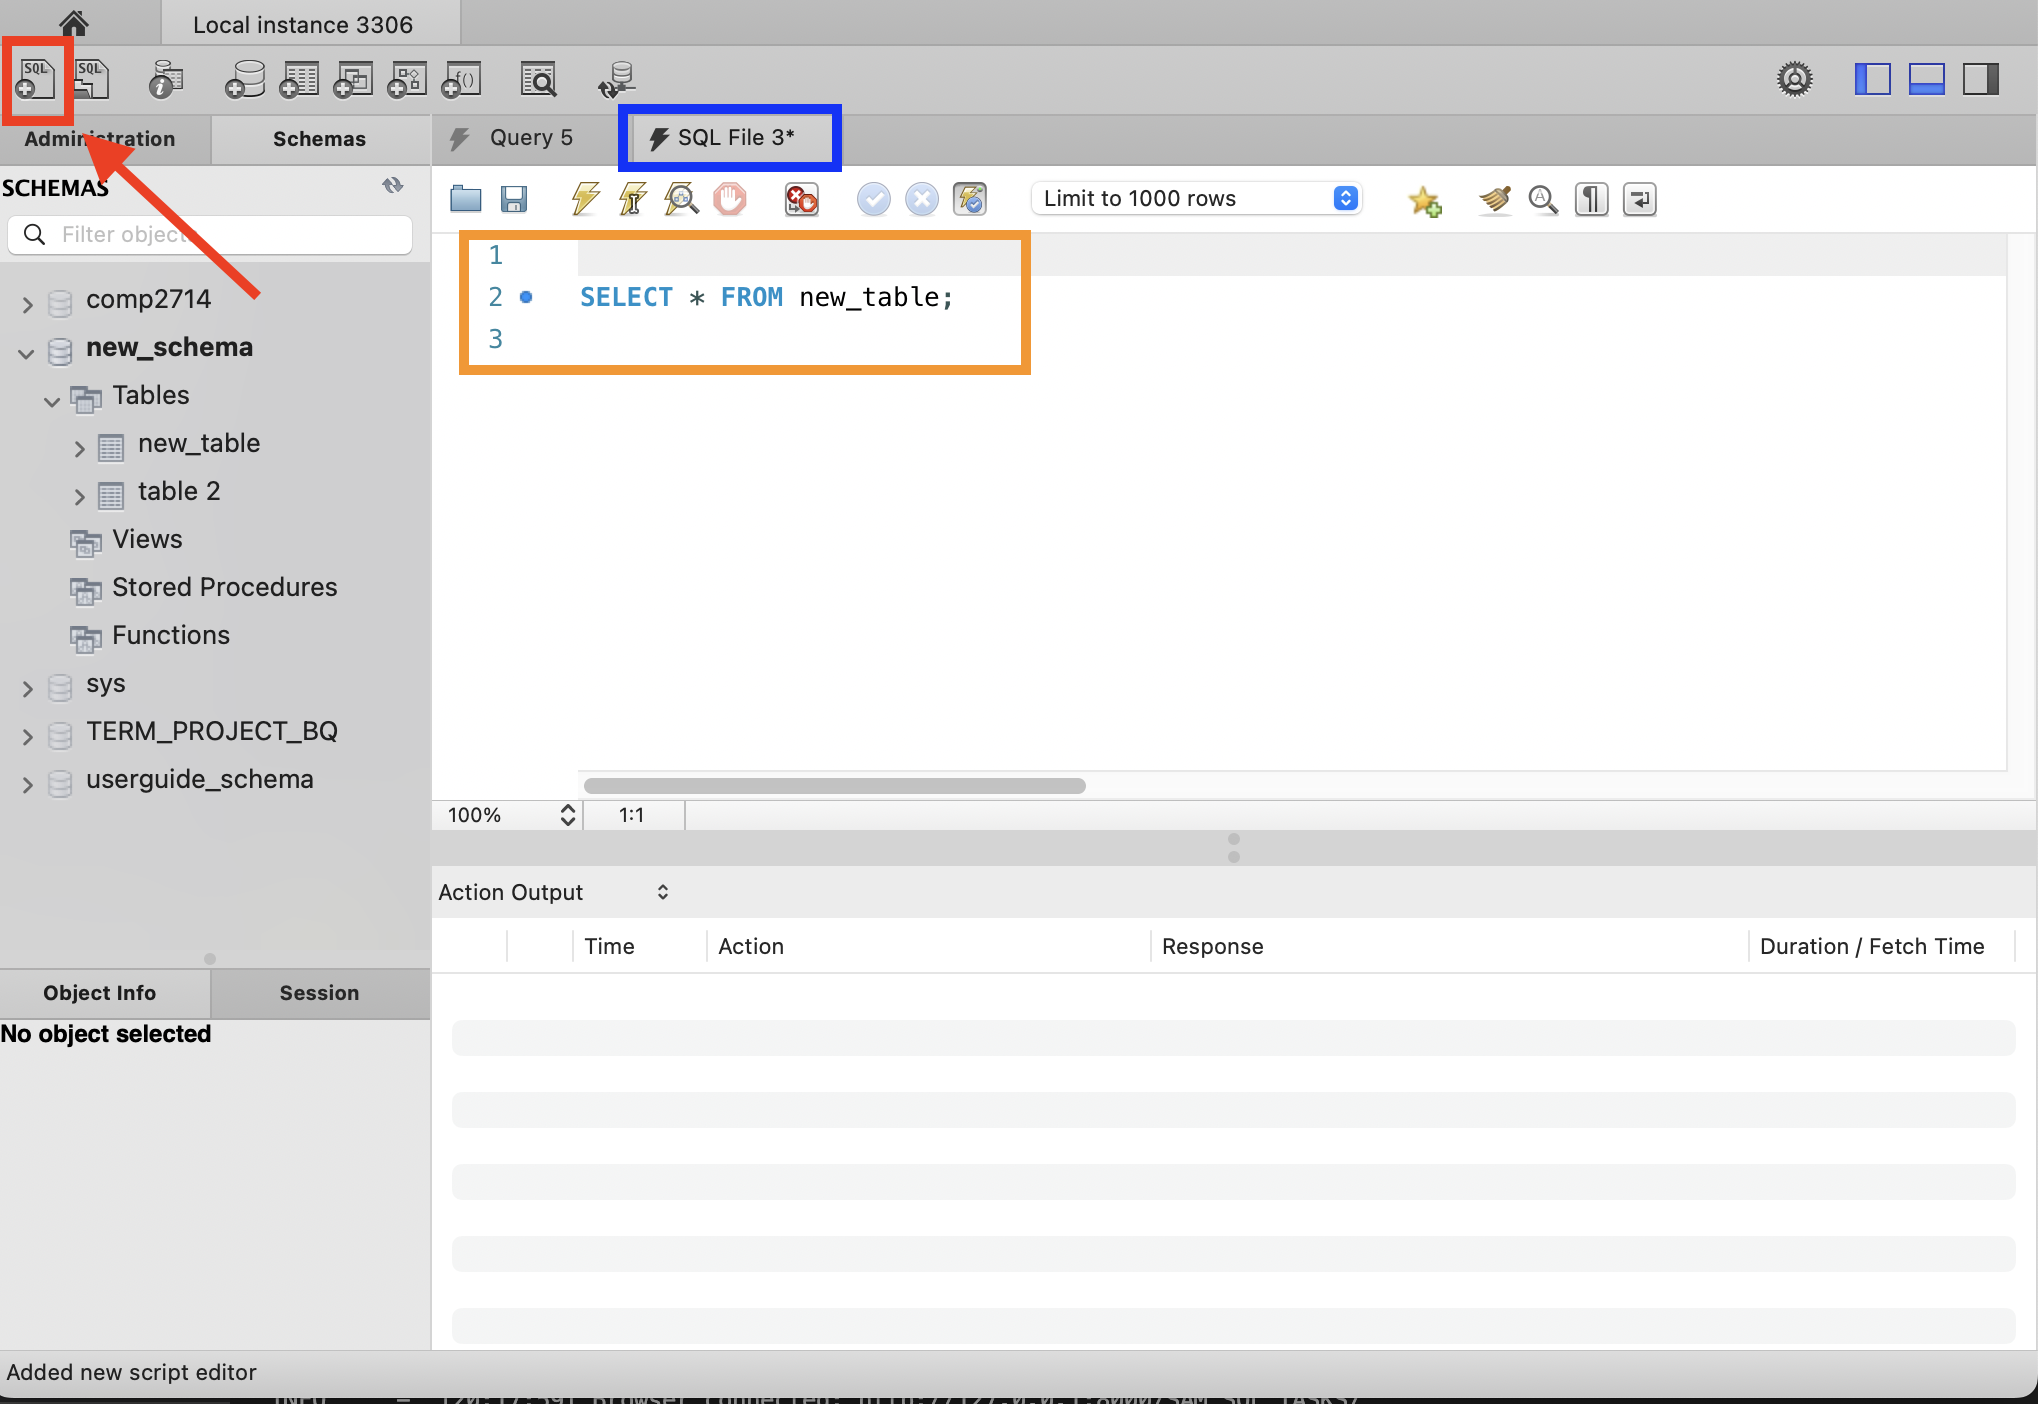 Local instance 3306
SQL
SQL
Administration
Schemas
Query 5
SQL File 3*
SCHEMAS
Filter object
Limit to 1000 rows
1
2 SELECT * FROM new_table;
3
comp2714
new_schema
Tables
new_table
table 2
Views
Stored Procedures
Functions
sys
TERM_PROJECT_BQ
userguide_schema
100%
1:1
Action Output
Time
Action
Response
Duration / Fetch Time
Object Info
Session
No object selected
Added new script editor